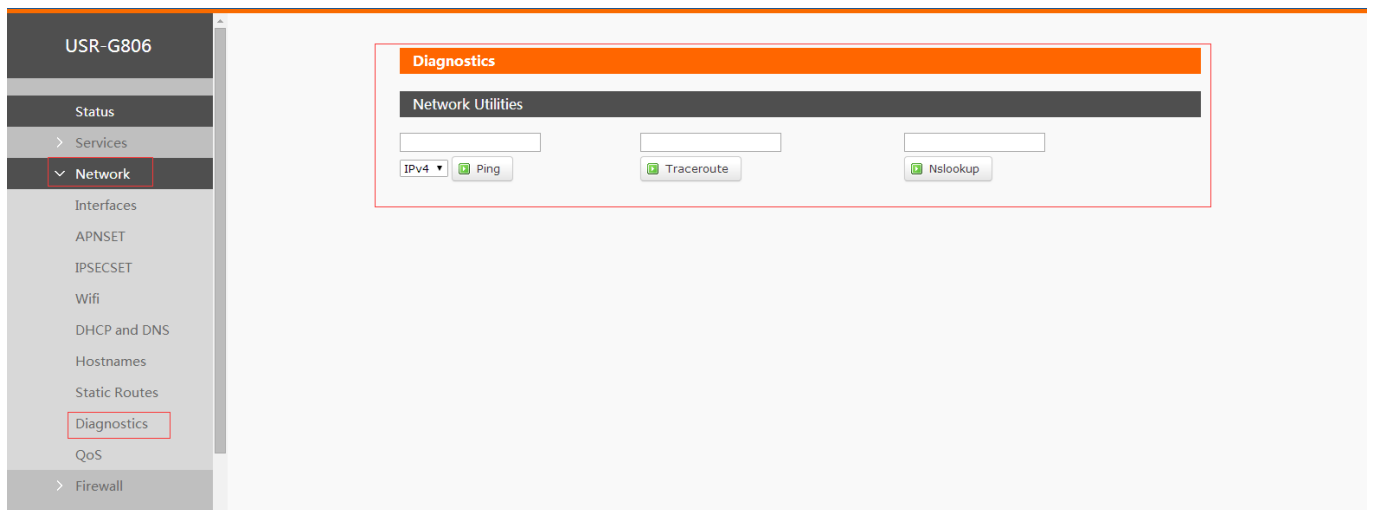 USR-G806
Status
Services
Network
Interfaces
APNSET
IPSECSET
Wifi
DHCP and DNS
Hostnames
Static Routes
Diagnostics
QoS
Firewall
Diagnostics
Network Utilities
IPv4 Ping Traceroute Nslookup